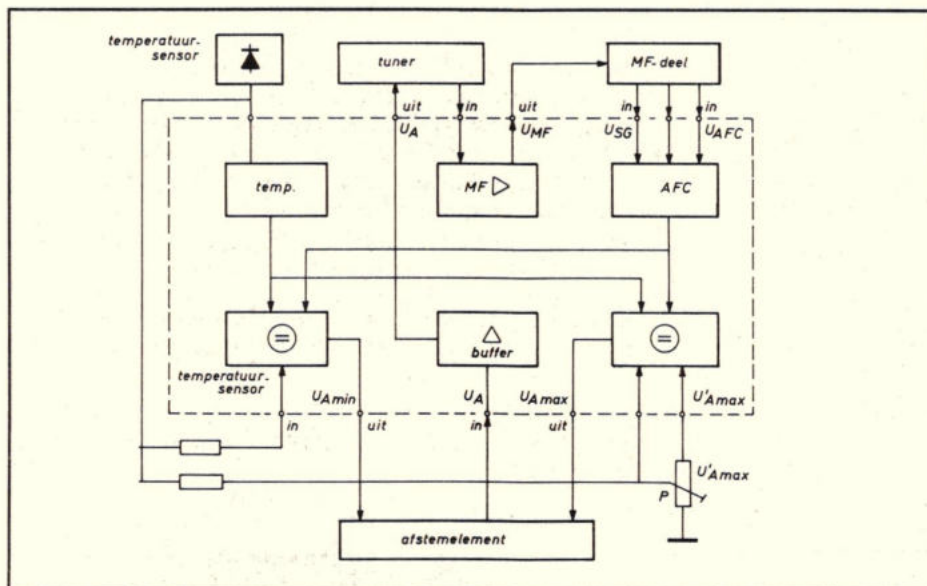 temperatuur-
sensor
tuner
MF-deel
uit
in
uit
in
in
U_A
U_MF
U_SG
U_AFC
temp.
MF
AFC
=
buffer
=
temperatuur-
sensor
U_Amin
U_A
U_Amax
U'_Amax
in
uit
in
uit
U'_Amax
P
afstemelement